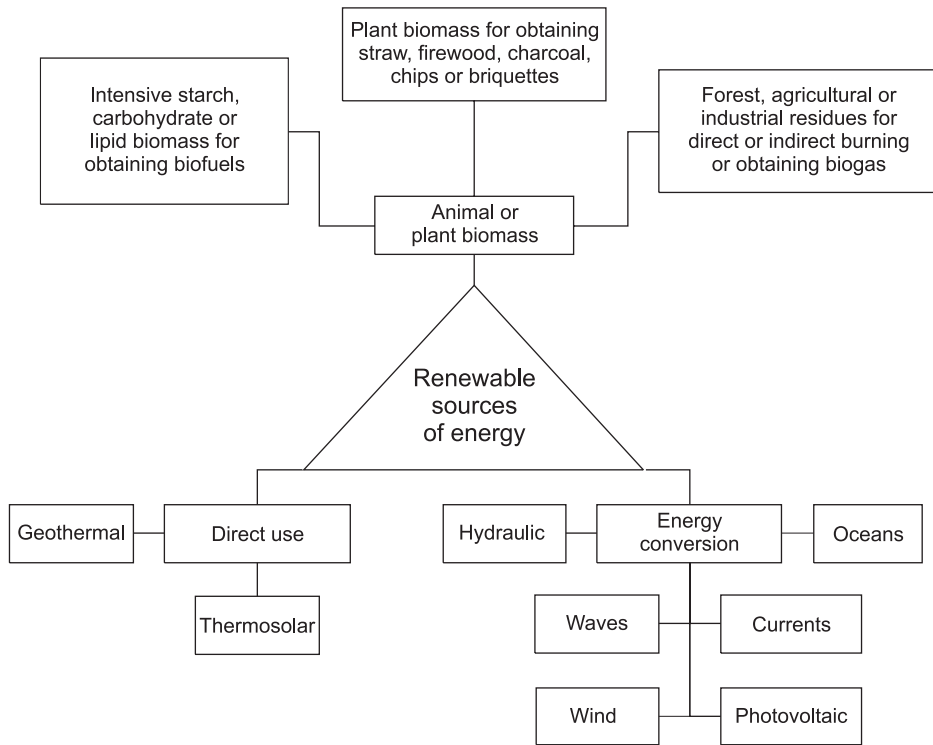 Plant biomass for obtaining
straw, firewood, charcoal,
chips or briquettes
Intensive starch,
carbohydrate or
lipid biomass for
obtaining biofuels
Forest, agricultural or
industrial residues for
direct or indirect burning
or obtaining biogas
Animal or
plant biomass
Renewable
sources
of energy
Geothermal
Direct use
Hydraulic
Energy
conversion
Oceans
Thermosolar
Waves
Currents
Wind
Photovoltaic